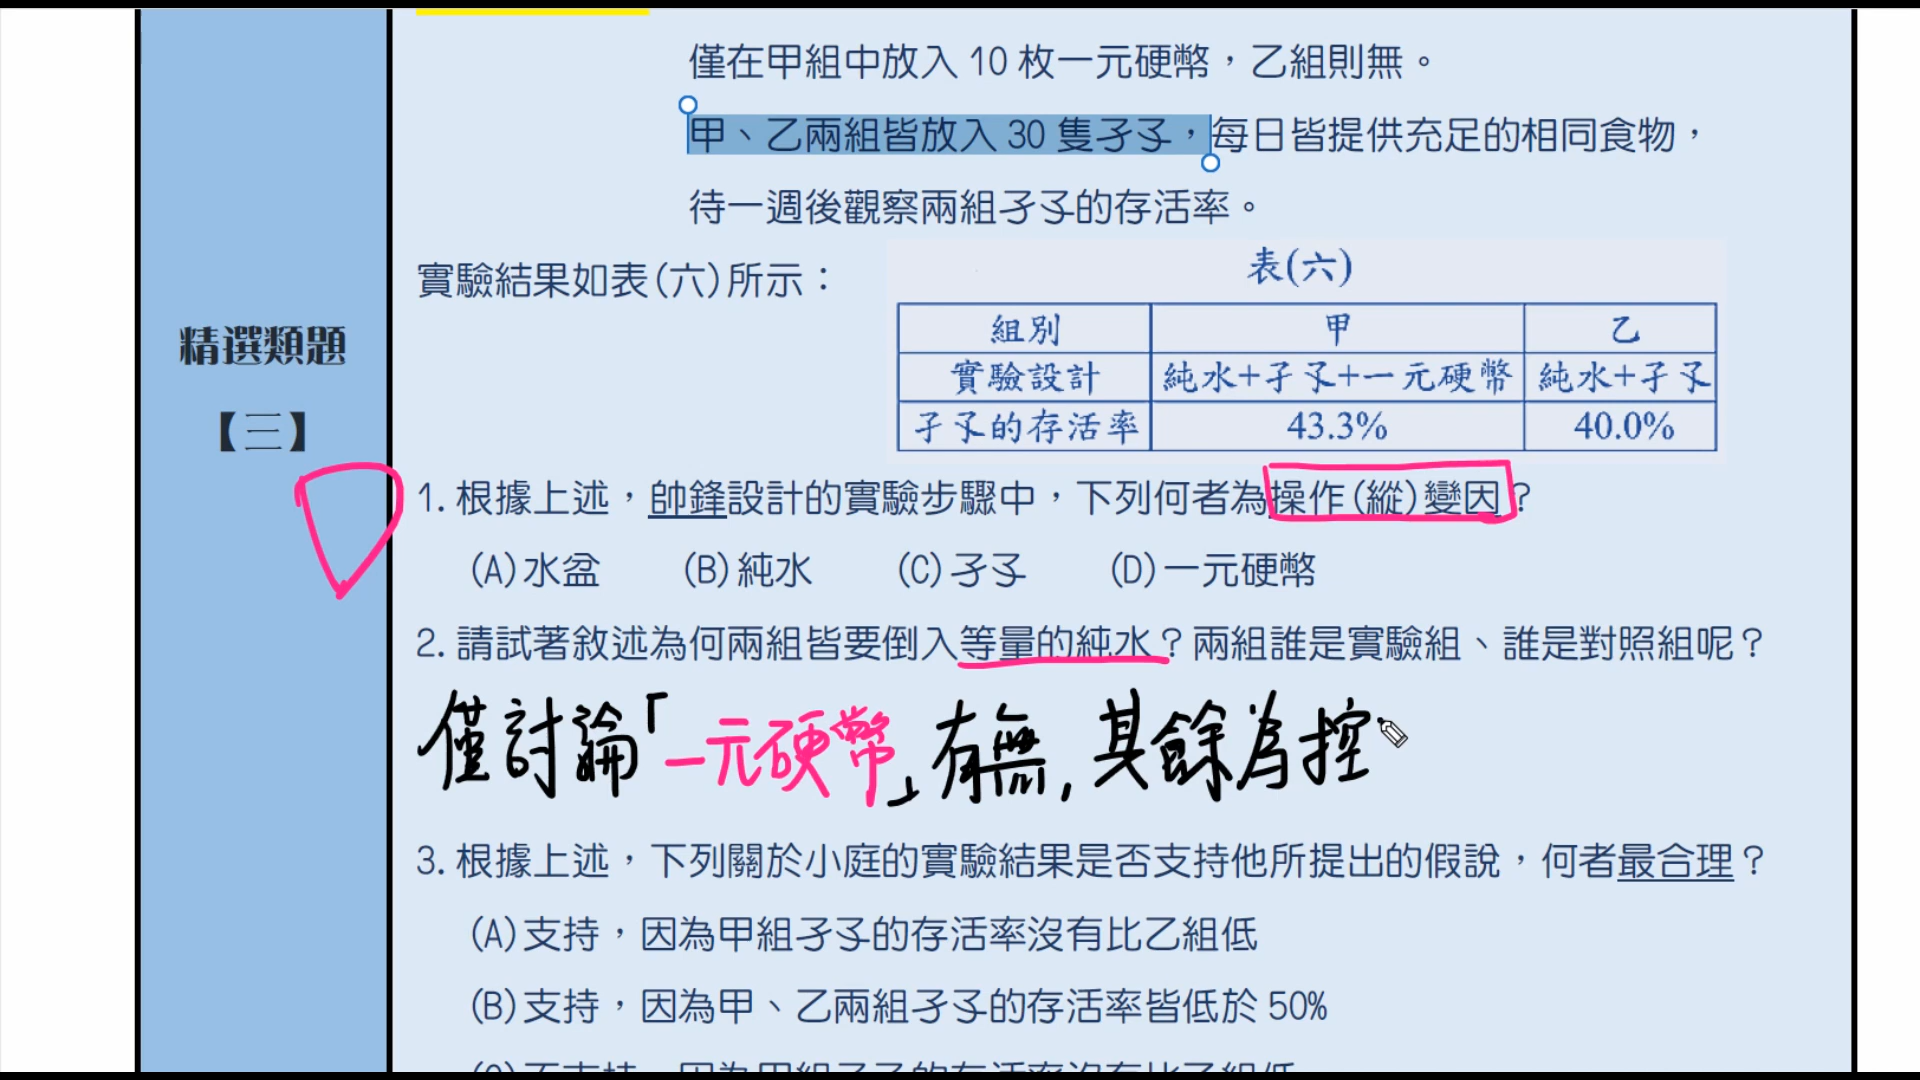 僅在甲組中放入 10 枚一元硬幣，乙組則無。
甲、乙兩組皆放入 30 隻孑孓，每日皆提供充足的相同食物，
待一週後觀察兩組孑孓的存活率。
實驗結果如表(六)所示：
表(六)
組別 甲 乙
實驗設計 純水+孑孓+一元硬幣 純水+孑孓
孑孓的存活率 43.3% 40.0%
精選類題
【三】
1. 根據上述，帥鋒設計的實驗步驟中，下列何者為操作(縱)變因？
(A)水盆 (B)純水 (C)孑孓 (D)一元硬幣
2. 請試著敘述為何兩組皆要倒入等量的純水？兩組誰是實驗組、誰是對照組呢？
僅討論「一元硬幣」有無，其餘為控
3. 根據上述，下列關於小庭的實驗結果是否支持他所提出的假說，何者最合理？
(A)支持，因為甲組孑孓的存活率沒有比乙組低
(B)支持，因為甲、乙兩組孑孓的存活率皆低於 50%